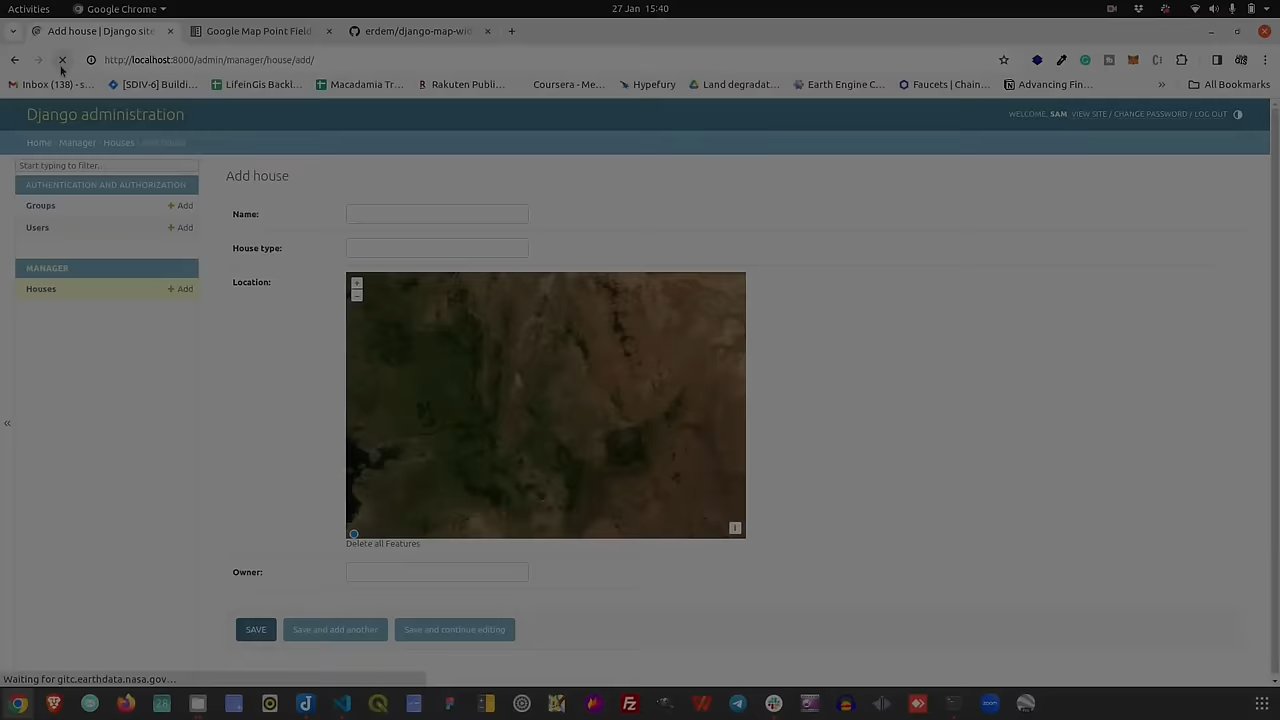 Activities
Google Chrome
27 Jan 15:40
Add house | Django site
Google Map Point Field
erdem/django-map-wid
http://localhost:8000/admin/manager/house/add/
Inbox (138) - s...
[SDIV-6] Buildi...
LifeinGis Backl...
Macadamia Tr...
Rakuten Publi...
Coursera - Me...
Hypefury
Land degradat...
Earth Engine C...
Faucets | Chain...
Advancing Fin...
»
All Bookmarks
Django administration
WELCOME, SAM VIEW SITE / CHANGE PASSWORD / LOG OUT
Home
Manager
Houses
Start typing to filter...
AUTHENTICATION AND AUTHORIZATION
Groups
+ Add
Users
+ Add
MANAGER
Houses
+ Add
«
Add house
Name:
House type:
Location:
+
–
i
Delete all Features
Owner:
SAVE
Save and add another
Save and continue editing
Waiting for gitc.earthdata.nasa.gov...